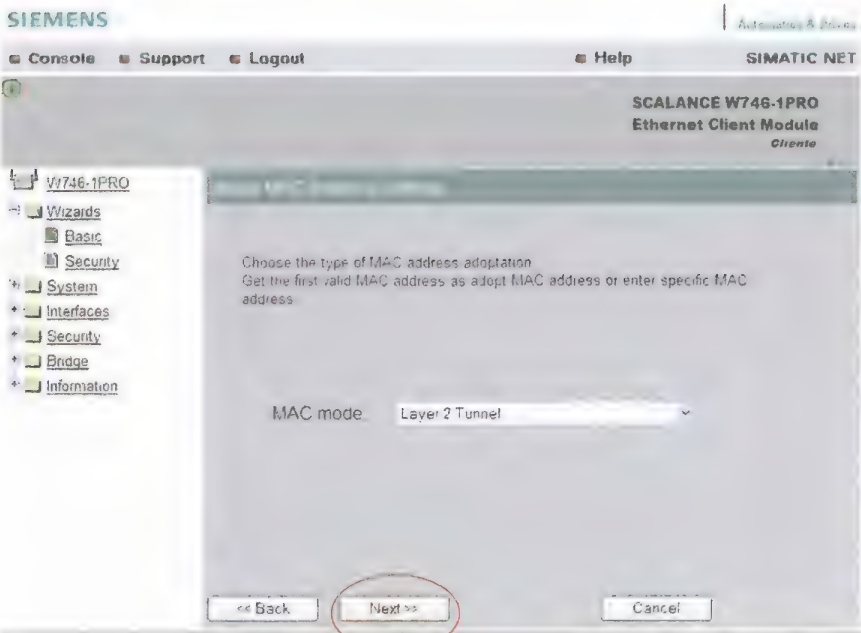 SIEMENS
Automation & Drives
Console Support Logout Help SIMATIC NET
SCALANCE W746-1PRO
Ethernet Client Module
Cliente
W746-1PRO
Wizards
Basic
Security
System
Interfaces
Security
Bridge
Information
Choose the type of MAC address adoptation
Get the first valid MAC address as adopt MAC address or enter specific MAC
address
MAC mode Layer 2 Tunnel
<< Back Next >> Cancel